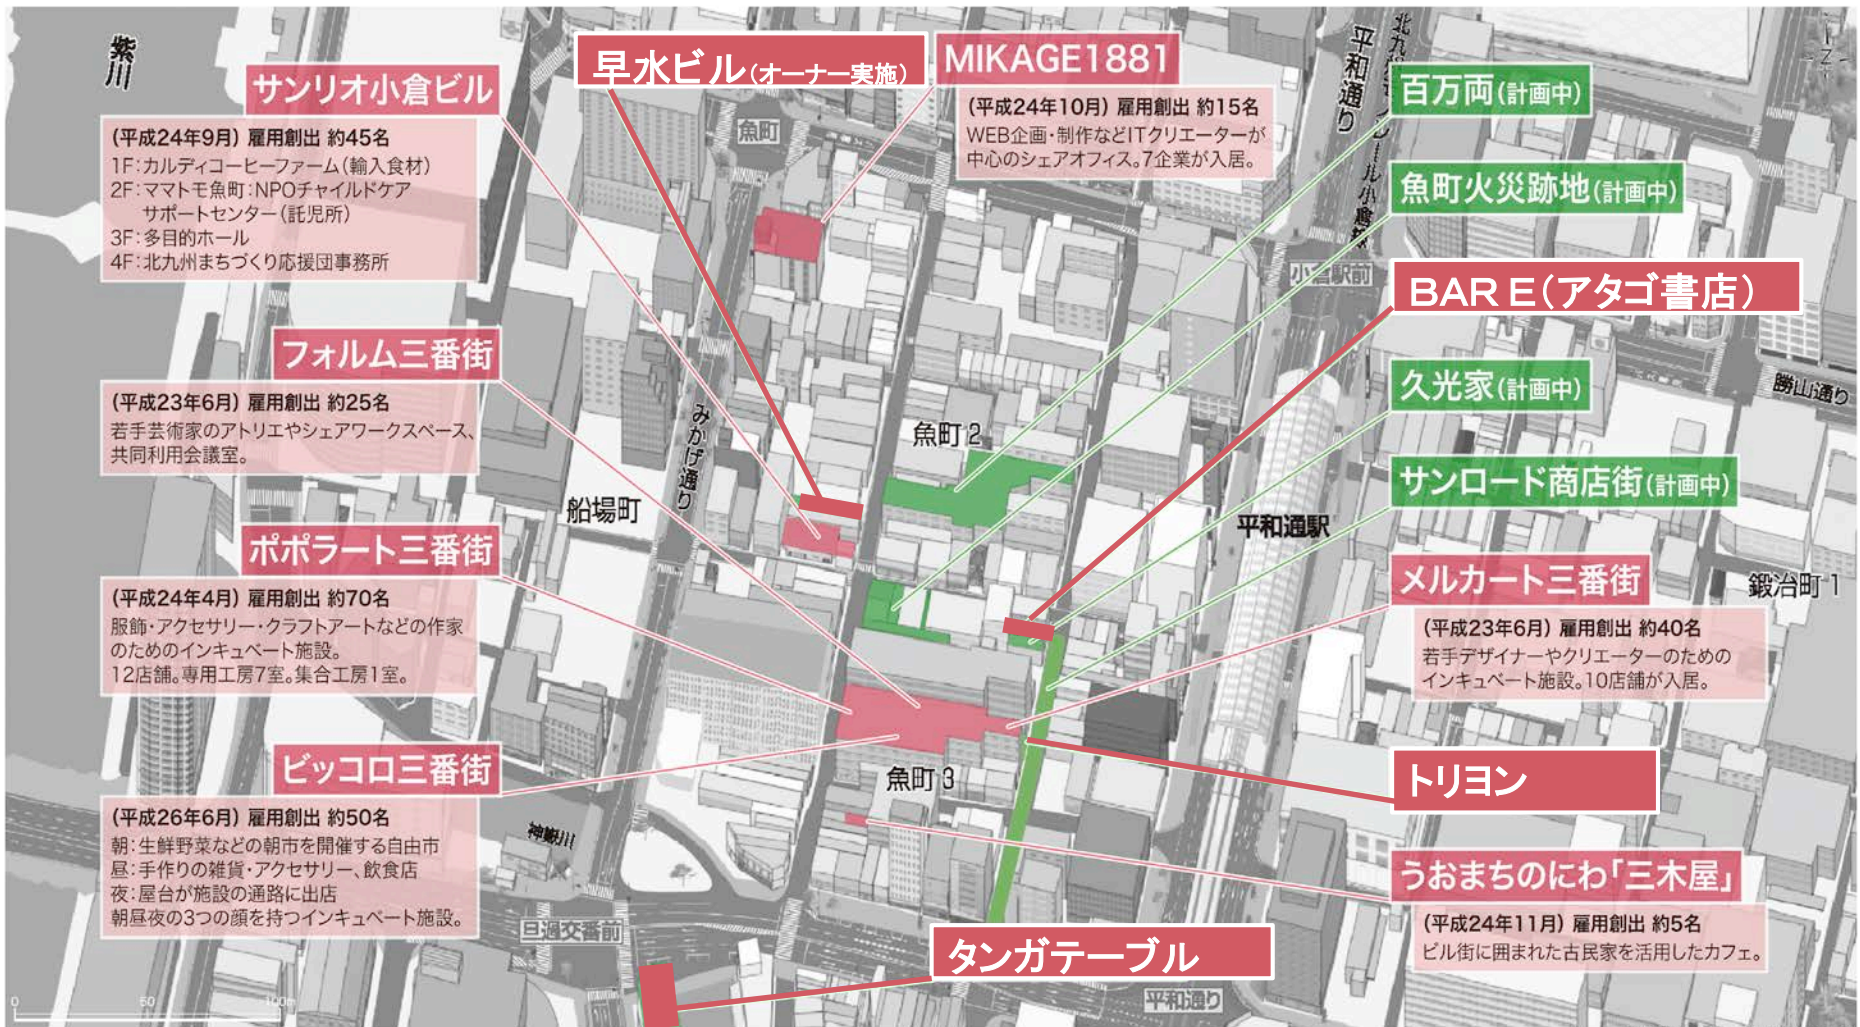 紫川
サンリオ小倉ビル
(平成24年9月) 雇用創出 約45名
1F:カルディコーヒーファーム(輸入食材)
2F:ママトモ魚町:NPOチャイルドケア
サポートセンター(託児所)
3F:多目的ホール
4F:北九州まちづくり応援団事務所
フォルム三番街
(平成23年6月) 雇用創出 約25名
若手芸術家のアトリエやシェアワークスペース、
共同利用会議室。
ポポラート三番街
(平成24年4月) 雇用創出 約70名
服飾・アクセサリー・クラフトアートなどの作家
のためのインキュベート施設。
12店舗。専用工房7室。集合工房1室。
ビッコロ三番街
(平成26年6月) 雇用創出 約50名
朝:生鮮野菜などの朝市を開催する自由市
昼:手作りの雑貨・アクセサリー、飲食店
夜:屋台が施設の通路に出店
朝昼夜の3つの顔を持つインキュベート施設。
0 50 100m
早水ビル(オーナー実施)
MIKAGE1881
(平成24年10月) 雇用創出 約15名
WEB企画・制作などITクリエーターが
中心のシェアオフィス。7企業が入居。
魚町
みかげ通り
船場町
魚町2
魚町3
神嶽川
旦過交番前
タンガテーブル
平和通り
平和通り
小倉駅前
平和通駅
勝山通り
鍛冶町1
百万両(計画中)
魚町火災跡地(計画中)
BAR E(アタゴ書店)
久光家(計画中)
サンロード商店街(計画中)
メルカート三番街
(平成23年6月) 雇用創出 約40名
若手デザイナーやクリエーターのための
インキュベート施設。10店舗が入居。
トリヨン
うおまちのにわ「三木屋」
(平成24年11月) 雇用創出 約5名
ビル街に囲まれた古民家を活用したカフェ。